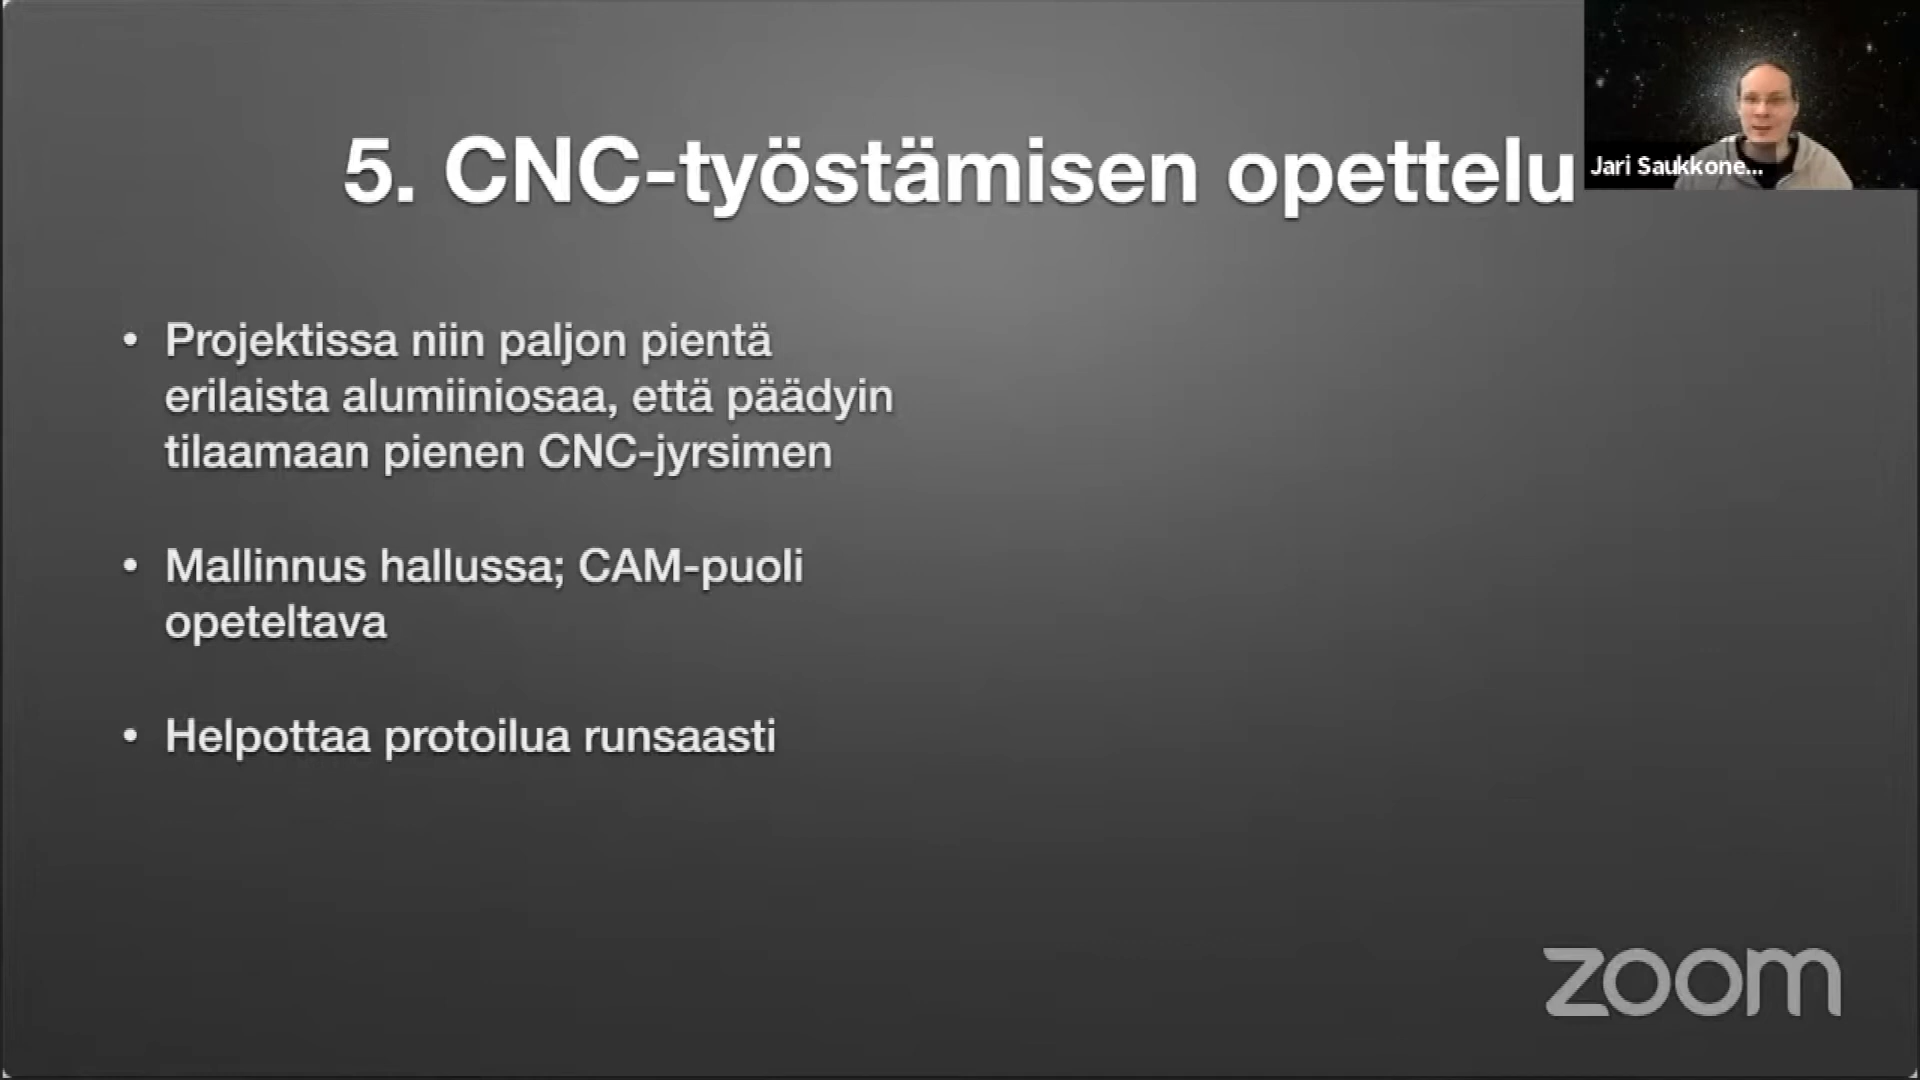 5. CNC-työstämisen opettelu
Jari Saukkone...
• Projektissa niin paljon pientä
erilaista alumiiniosaa, että päädyin
tilaamaan pienen CNC-jyrsimen
• Mallinnus hallussa; CAM-puoli
opeteltava
• Helpottaa protoilua runsaasti
zoom